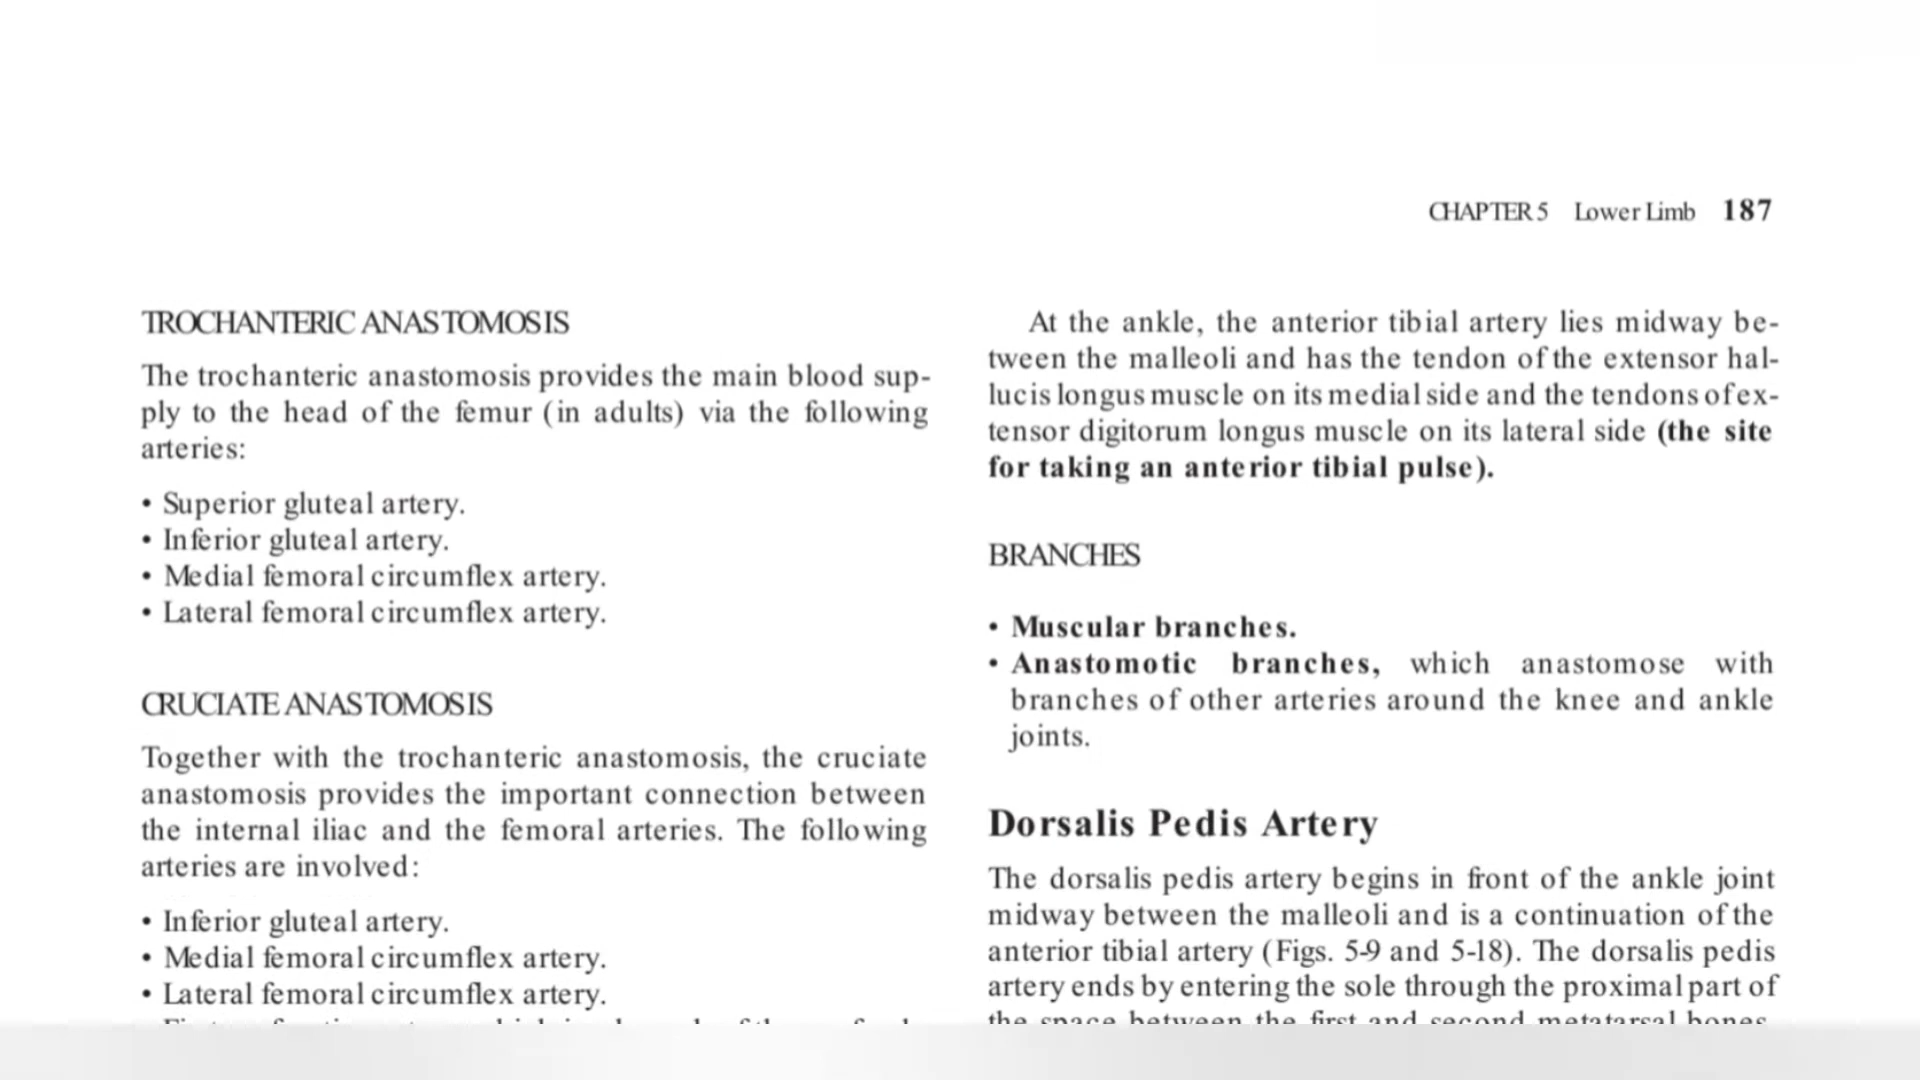 CHAPTER 5 Lower Limb 187
TROCHANTERIC ANASTOMOSIS
The trochanteric anastomosis provides the main blood sup-
ply to the head of the femur (in adults) via the following
arteries:
• Superior gluteal artery.
• Inferior gluteal artery.
• Medial femoral circumflex artery.
• Lateral femoral circumflex artery.
CRUCIATE ANASTOMOSIS
Together with the trochanteric anastomosis, the cruciate
anastomosis provides the important connection between
the internal iliac and the femoral arteries. The following
arteries are involved:
• Inferior gluteal artery.
• Medial femoral circumflex artery.
• Lateral femoral circumflex artery.
At the ankle, the anterior tibial artery lies midway be-
tween the malleoli and has the tendon of the extensor hal-
lucis longus muscle on its medial side and the tendons of ex-
tensor digitorum longus muscle on its lateral side (the site
for taking an anterior tibial pulse).
BRANCHES
• Muscular branches.
• Anastomotic branches, which anastomose with
branches of other arteries around the knee and ankle
joints.
Dorsalis Pedis Artery
The dorsalis pedis artery begins in front of the ankle joint
midway between the malleoli and is a continuation of the
anterior tibial artery (Figs. 5-9 and 5-18). The dorsalis pedis
artery ends by entering the sole through the proximal part of
the space between the first and second metatarsal bones.